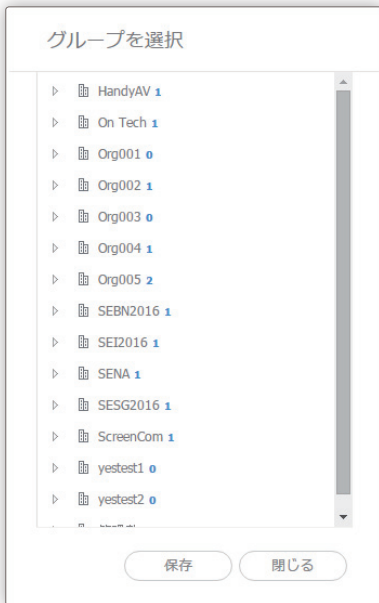 グループを選択
HandyAV 1
On Tech 1
Org001 0
Org002 1
Org003 0
Org004 1
Org005 2
SEBN2016 1
SEI2016 1
SENA 1
SESG2016 1
ScreenCom 1
yestest1 0
yestest2 0
保存
閉じる